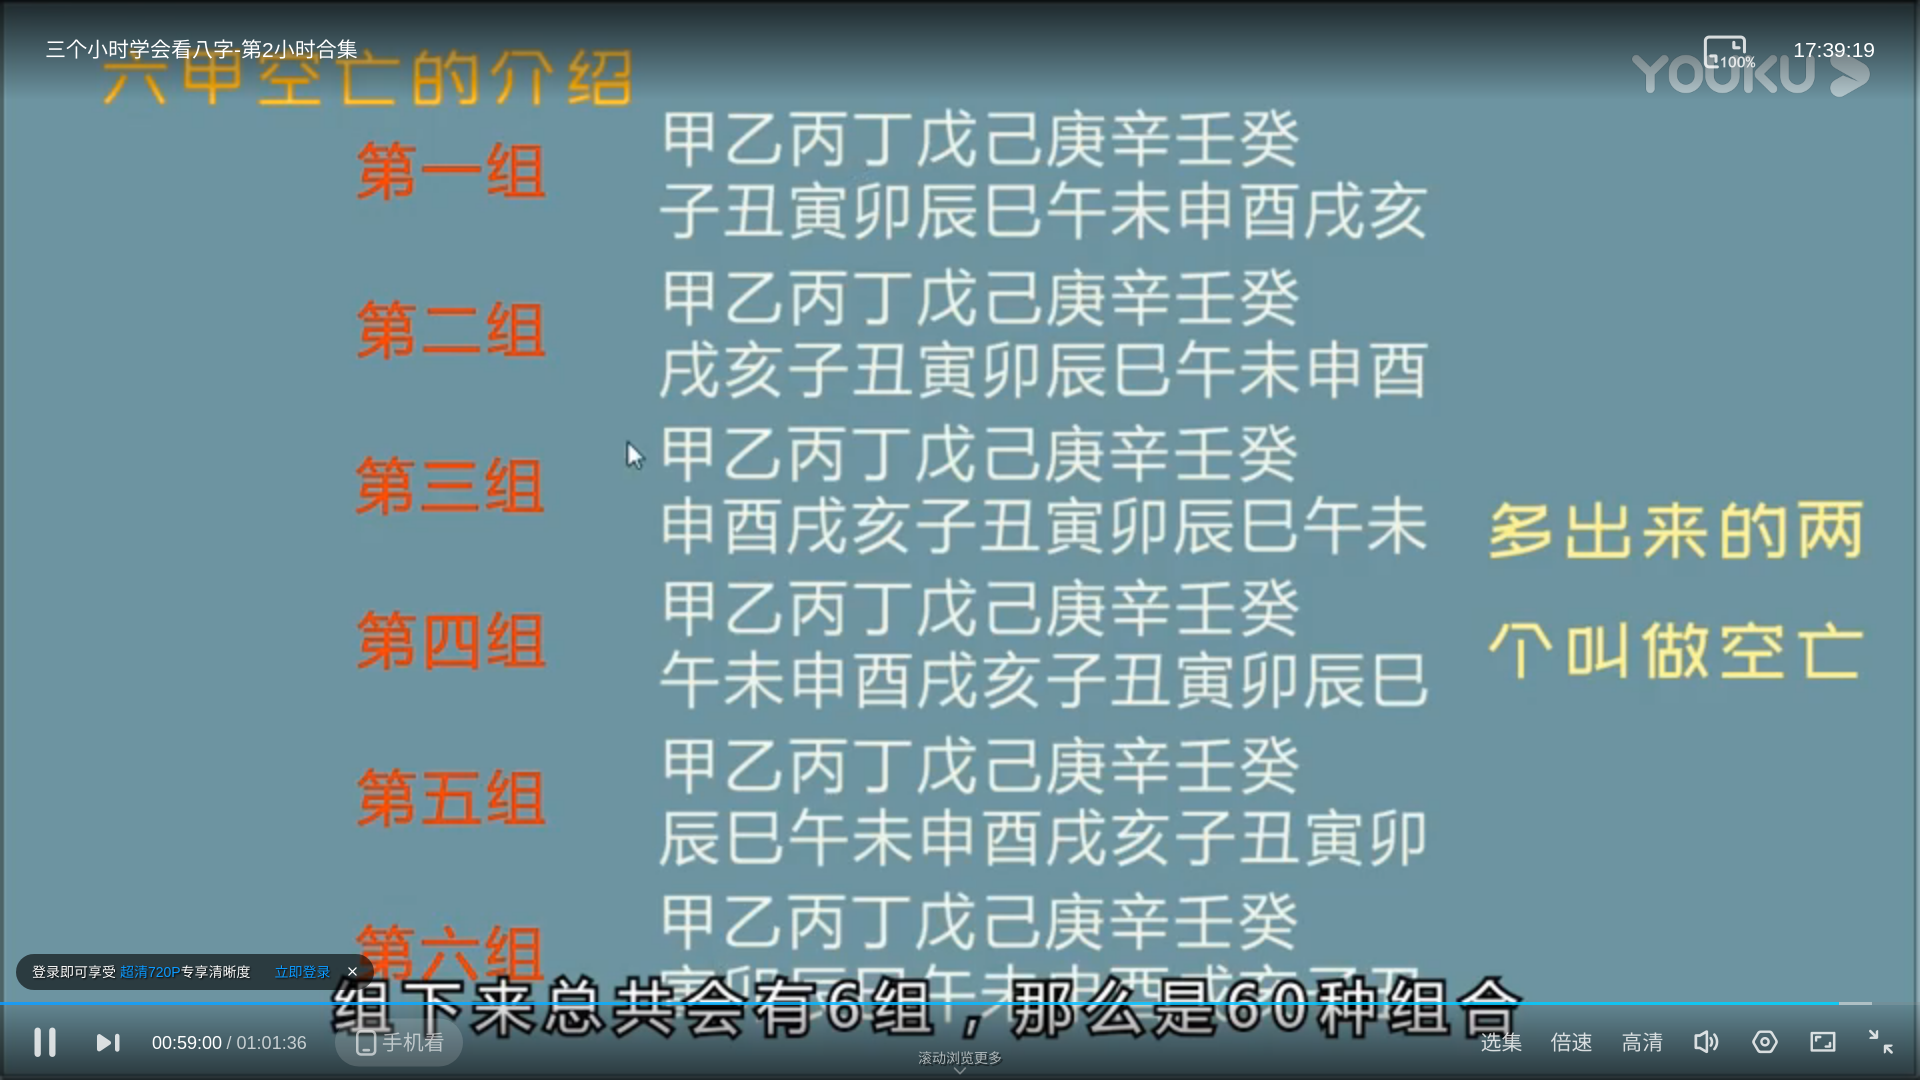 三个小时学会看八字-第2小时合集
100%
17:39:19
YOUKU
六甲空亡的介绍
第一组
甲乙丙丁戊己庚辛壬癸
子丑寅卯辰巳午未申酉戌亥
第二组
甲乙丙丁戊己庚辛壬癸
戌亥子丑寅卯辰巳午未申酉
第三组
甲乙丙丁戊己庚辛壬癸
申酉戌亥子丑寅卯辰巳午未
第四组
甲乙丙丁戊己庚辛壬癸
午未申酉戌亥子丑寅卯辰巳
第五组
甲乙丙丁戊己庚辛壬癸
辰巳午未申酉戌亥子丑寅卯
第六组
甲乙丙丁戊己庚辛壬癸
寅卯辰巳午未申酉戌亥子丑
多出来的两
个叫做空亡
登录即可享受 超清720P专享清晰度 立即登录 ×
组下来总共会有6组，那么是60种组合
00:59:00 / 01:01:36
手机看
滚动浏览更多
选集 倍速 高清